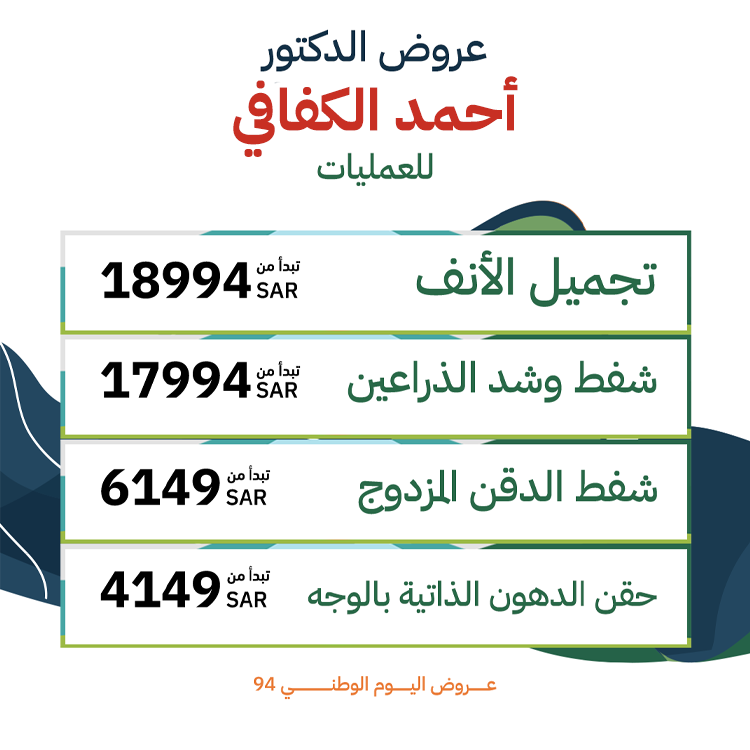 عروض الدكتور
أحمد الكفافي
للعمليات
تجميل الأنف تبدأ من SAR 18994
شفط وشد الذراعين تبدأ من SAR 17994
شفط الدقن المزدوج تبدأ من SAR 6149
حقن الدهون الذاتية بالوجه تبدأ من SAR 4149
عـــروض اليـــوم الوطنـــــي 94